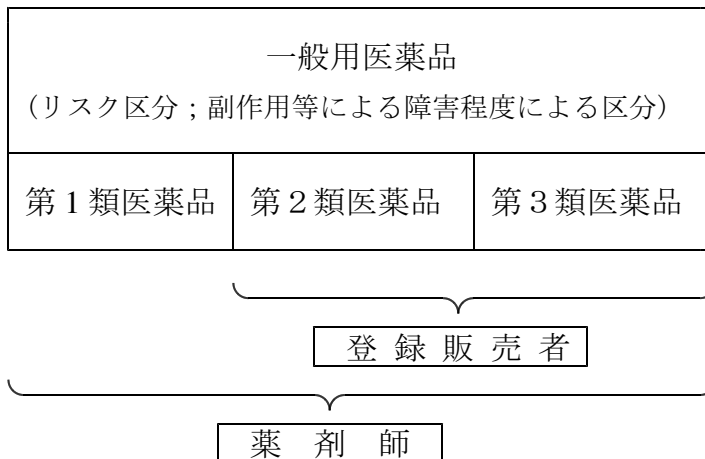 一般用医薬品
(リスク区分；副作用等による障害程度による区分)
第1類医薬品 第２類医薬品 第３類医薬品
登録販売者
薬剤師